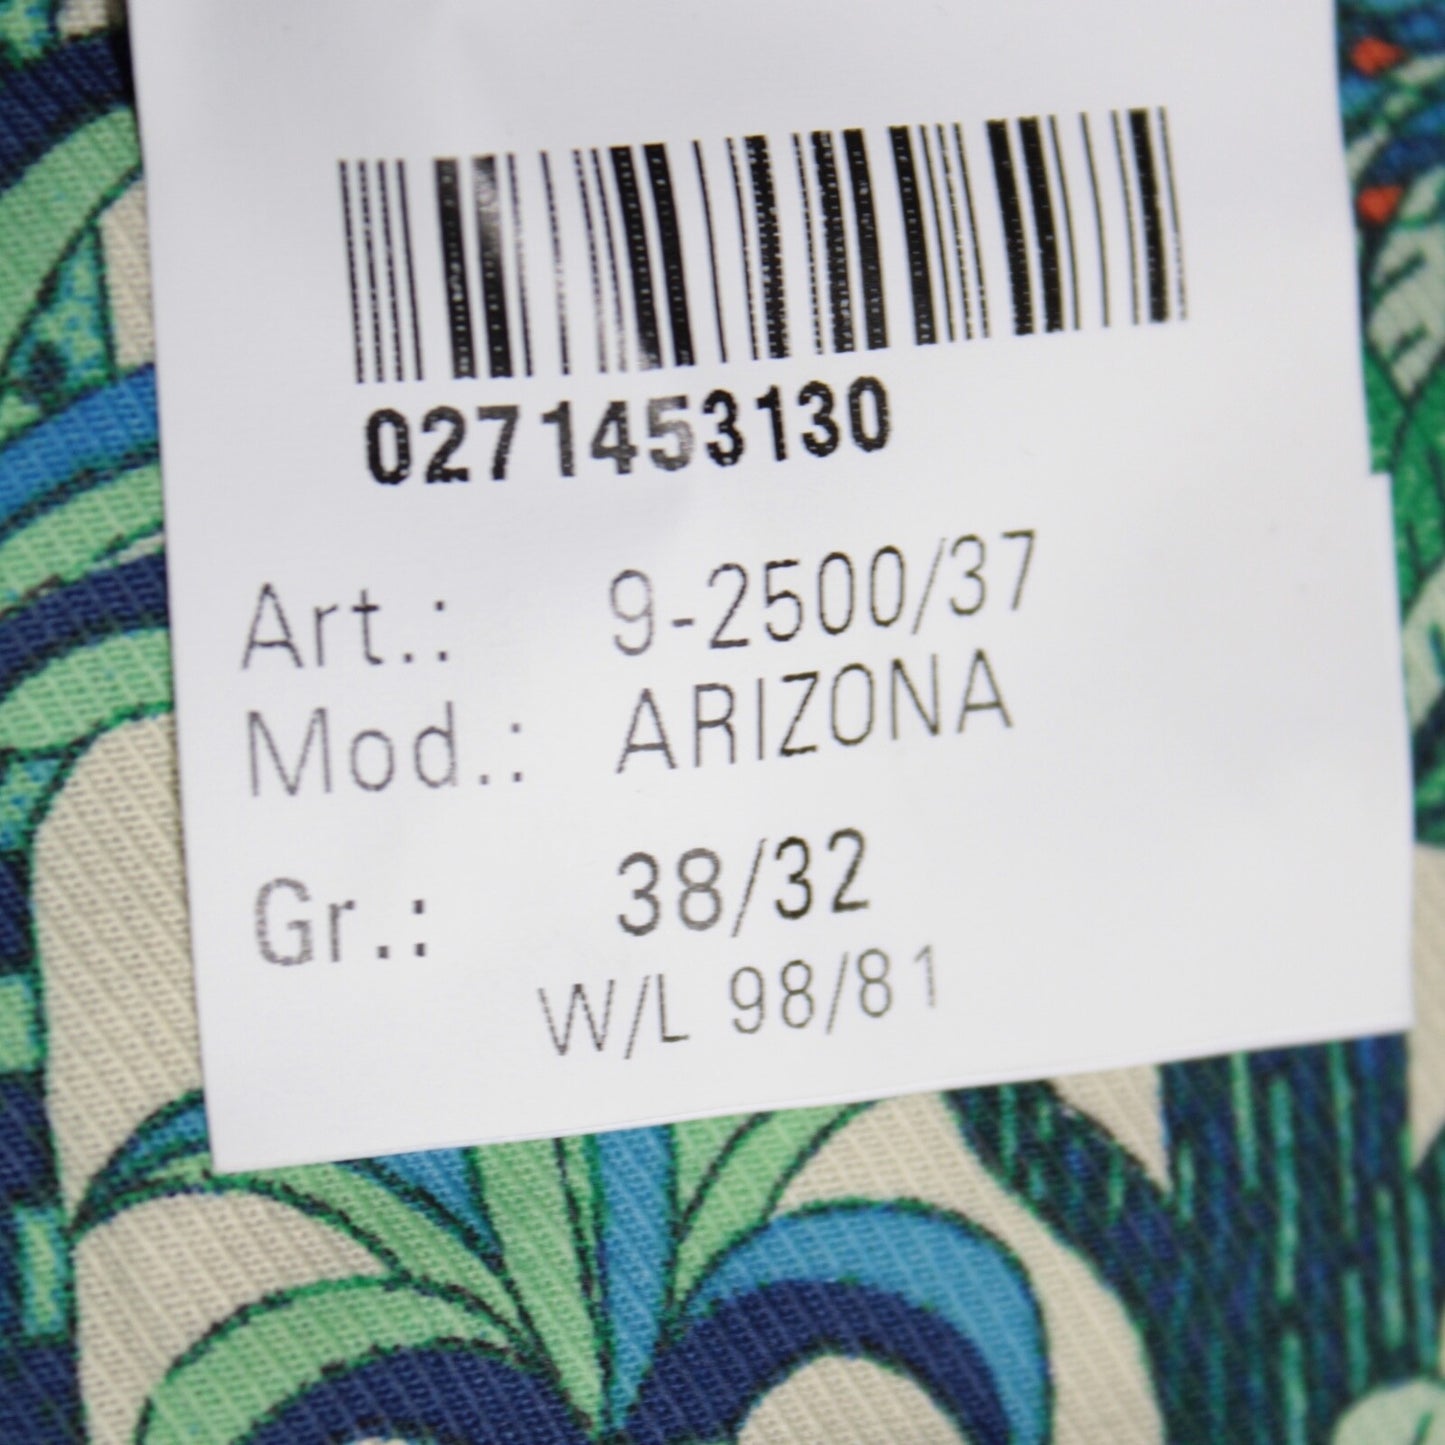 0271453130
Art.: 9-2500/37
Mod.: ARIZONA
Gr.: 38/32
W/L 98/81